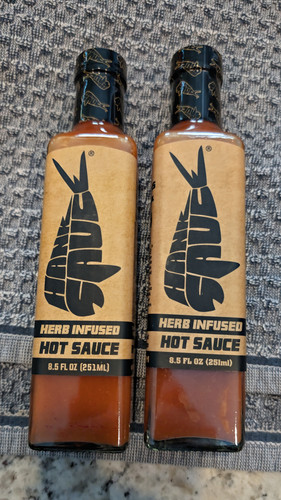 HANK
SAUCE
®
HERB INFUSED
HOT SAUCE
8.5 FL OZ (251ML)
HANK
SAUCE
®
HERB INFUSED
HOT SAUCE
8.5 FL OZ (251ml)